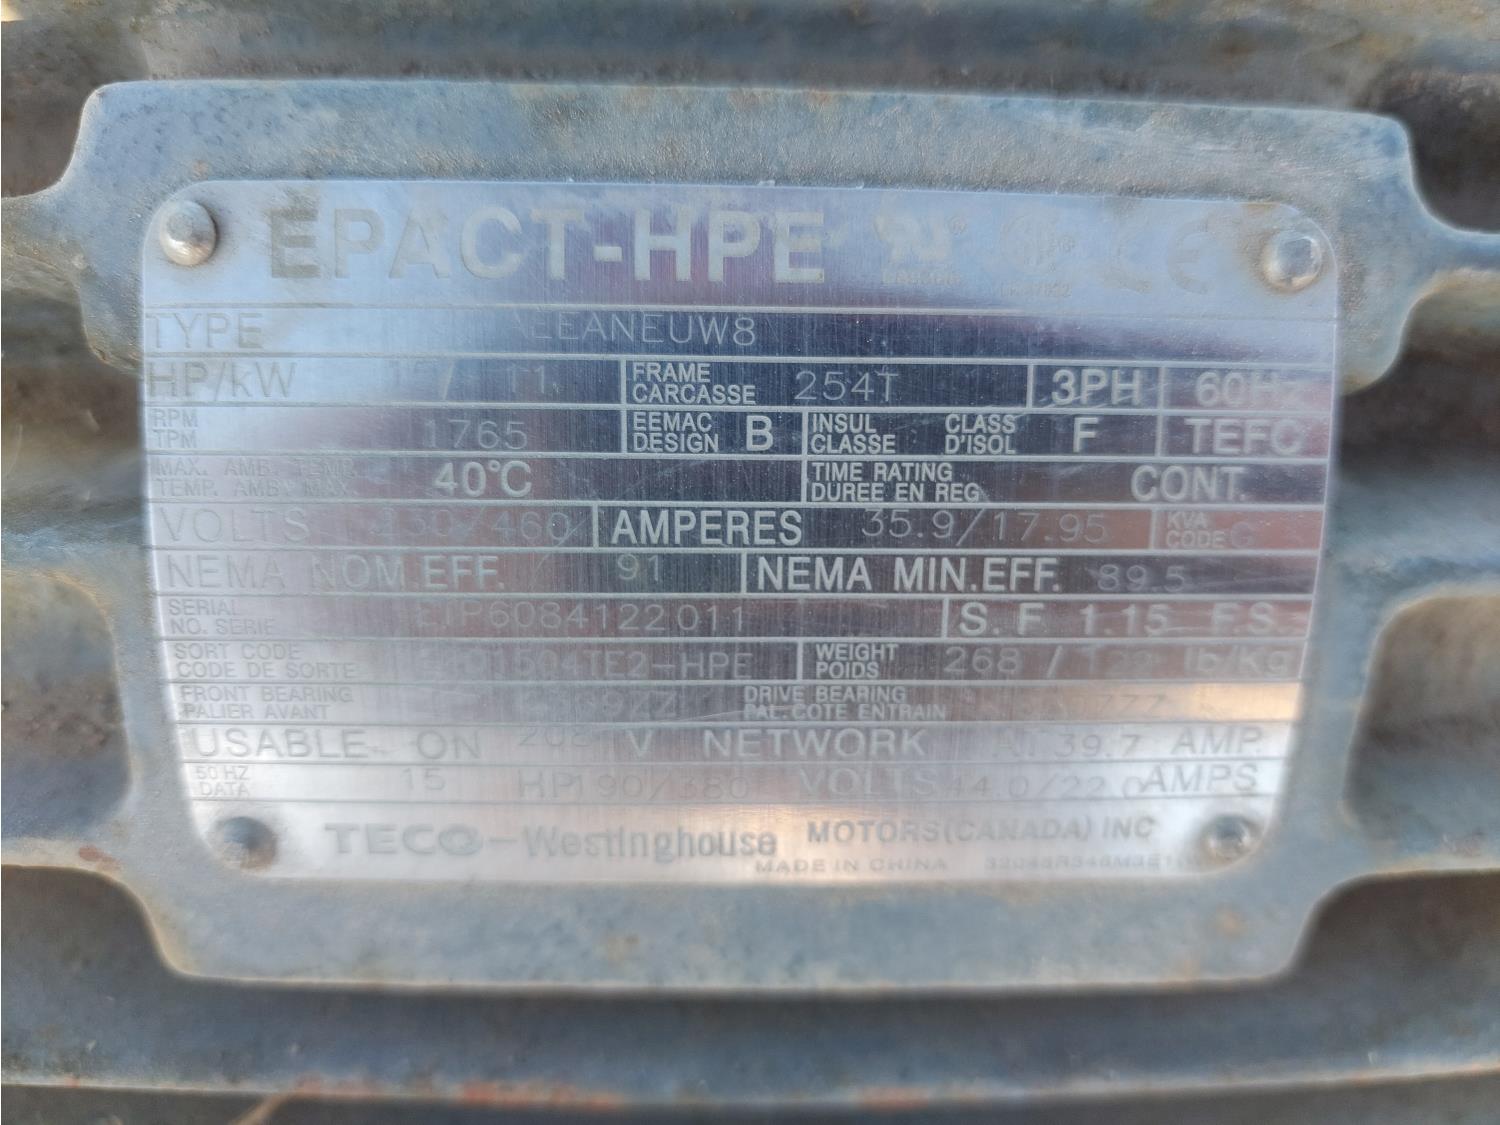 EPACT-HPE
TYPE AEEANEUW8
HP/kW / 11 FRAME CARCASSE 254T 3PH 60Hz
RPM TPM 1765 EEMAC DESIGN B INSUL CLASSE CLASS D'ISOL F TEFC
MAX. AMB. TEMP. TEMP. AMB. MAX. 40°C TIME RATING DUREE EN REG CONT.
VOLTS 230/460 AMPERES 35.9/17.95 KVA CODE G
NEMA NOM.EFF. 91 NEMA MIN.EFF. 89.5
SERIAL NO. SERIE S.F 1.15 F.S.
SORT CODE CODE DE SORTE WEIGHT POIDS 268 / lb/Kg
FRONT BEARING PALIER AVANT DRIVE BEARING PAL. COTE ENTRAIN
USABLE ON 208 V NETWORK AT 39.7 AMP.
50 HZ DATA 15 HP 190/380 VOLTS 44.0/22.0 AMPS
TECO-Westinghouse MOTORS(CANADA) INC
MADE IN CHINA